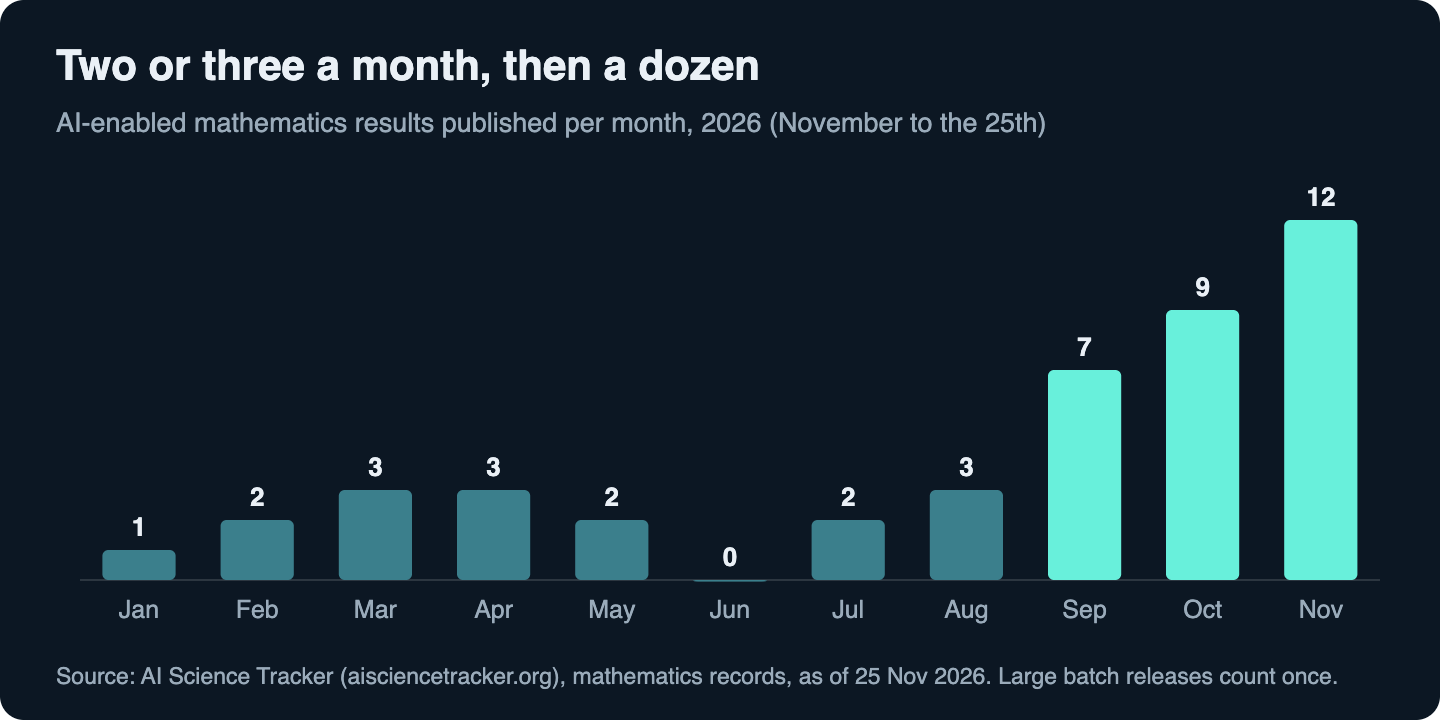 Two or three a month, then a dozen
AI-enabled mathematics results published per month, 2026 (November to the 25th)
12
9
7
3
3
3
2
2
2
1
0
Jan Feb Mar Apr May Jun Jul Aug Sep Oct Nov
Source: AI Science Tracker (aisciencetracker.org), mathematics records, as of 25 Nov 2026. Large batch releases count once.